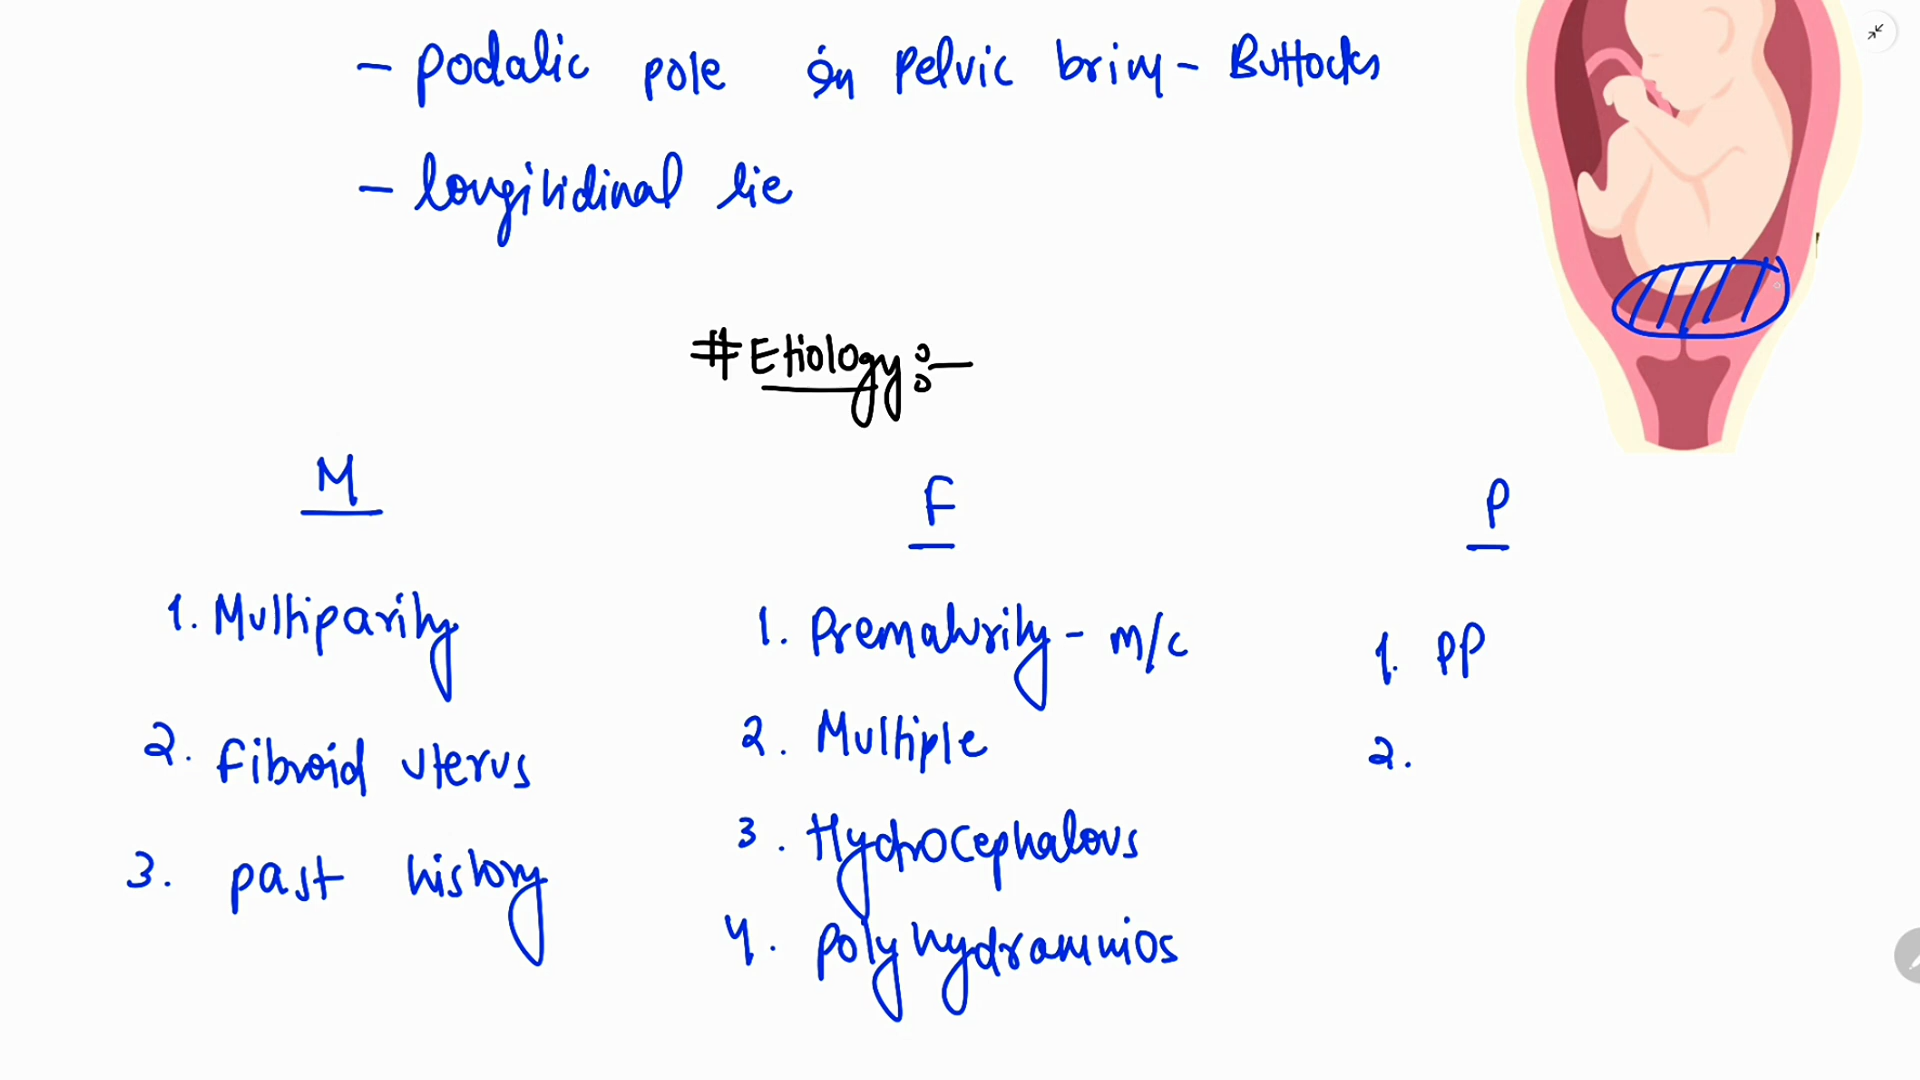 - podalic pole in pelvic brim - Buttocks
- longitidinal lie
# Etiology :-
M
F
P
1. Multiparity
2. fibroid uterus
3. past history
1. Prematurity - m/c
2. Multiple
3. Hydrocephalous
4. polyhydramnios
1. PP
2.